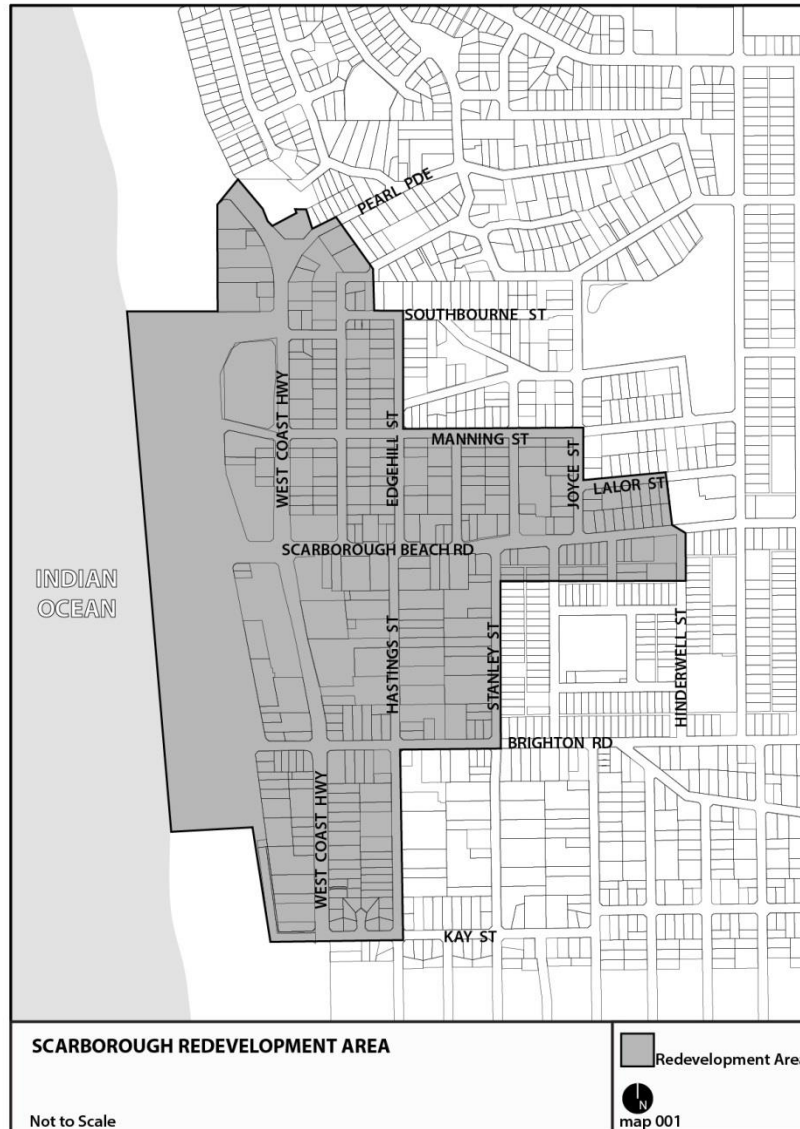 PEARL PDE
SOUTHBOURNE ST
WEST COAST HWY
EDGEHILL ST
MANNING ST
JOYCE ST
LALOR ST
SCARBOROUGH BEACH RD
INDIAN
OCEAN
HASTINGS ST
STANLEY ST
HINDERWELL ST
BRIGHTON RD
WEST COAST HWY
KAY ST
SCARBOROUGH REDEVELOPMENT AREA
Redevelopment Area
N
Not to Scale
map 001